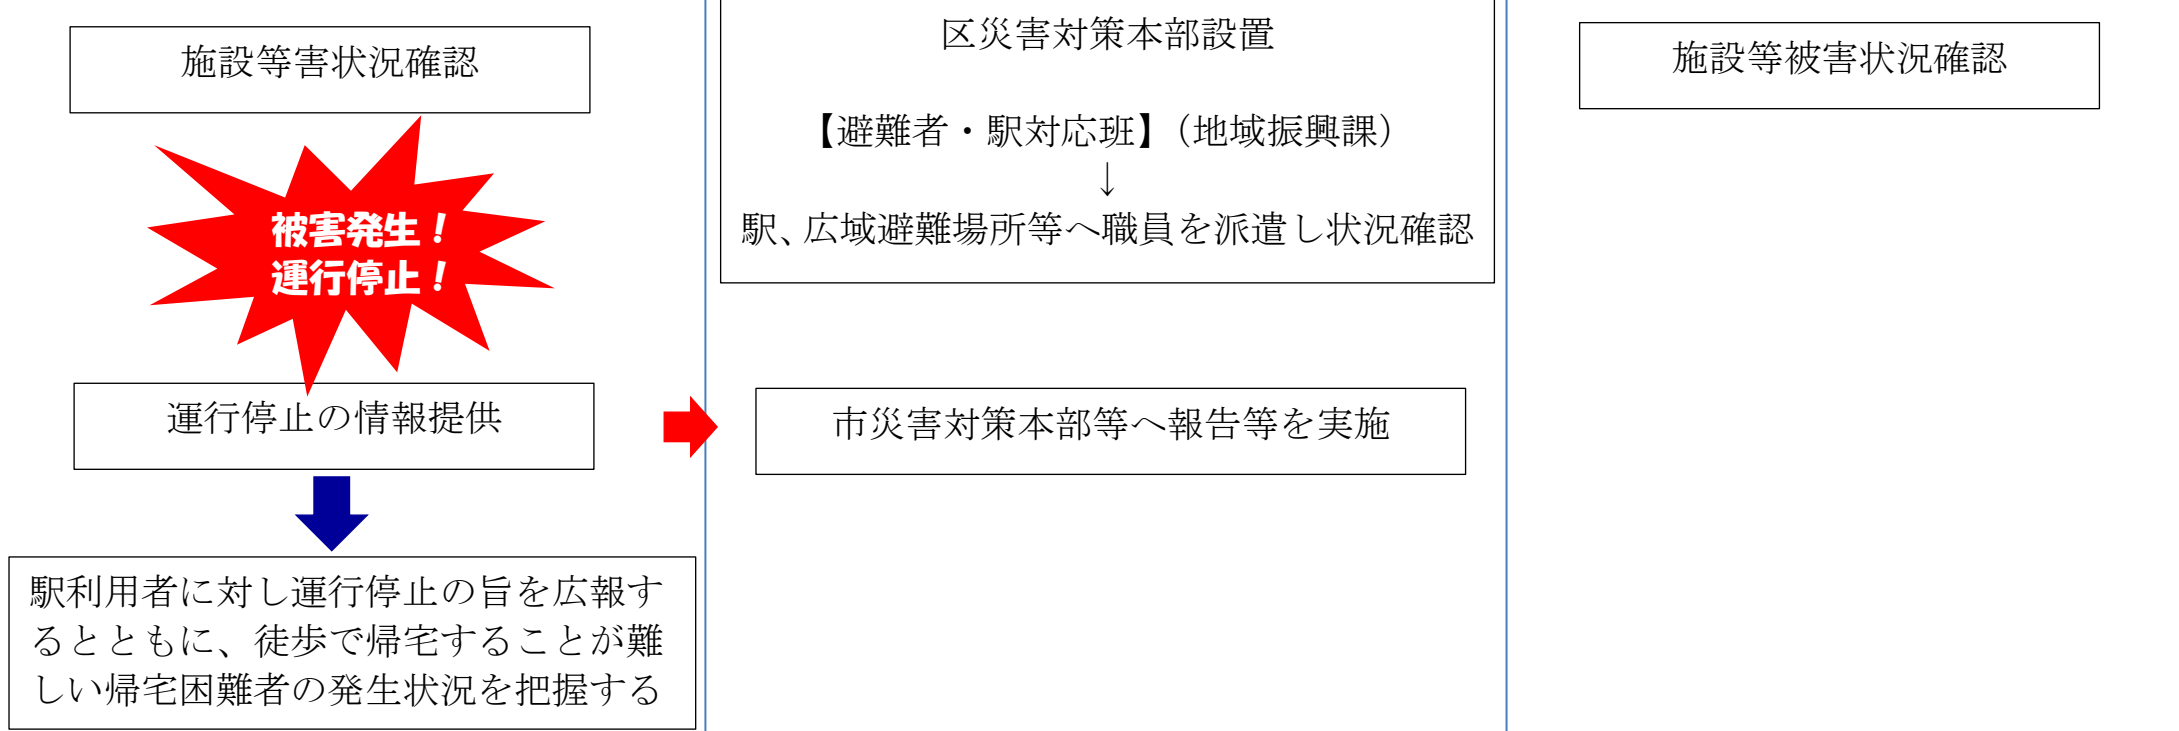 施設等害状況確認
被害発生！
運行停止！
運行停止の情報提供
駅利用者に対し運行停止の旨を広報す
るとともに、徒歩で帰宅することが難
しい帰宅困難者の発生状況を把握する
区災害対策本部設置
【避難者・駅対応班】（地域振興課）
↓
駅、広域避難場所等へ職員を派遣し状況確認
市災害対策本部等へ報告等を実施
施設等被害状況確認